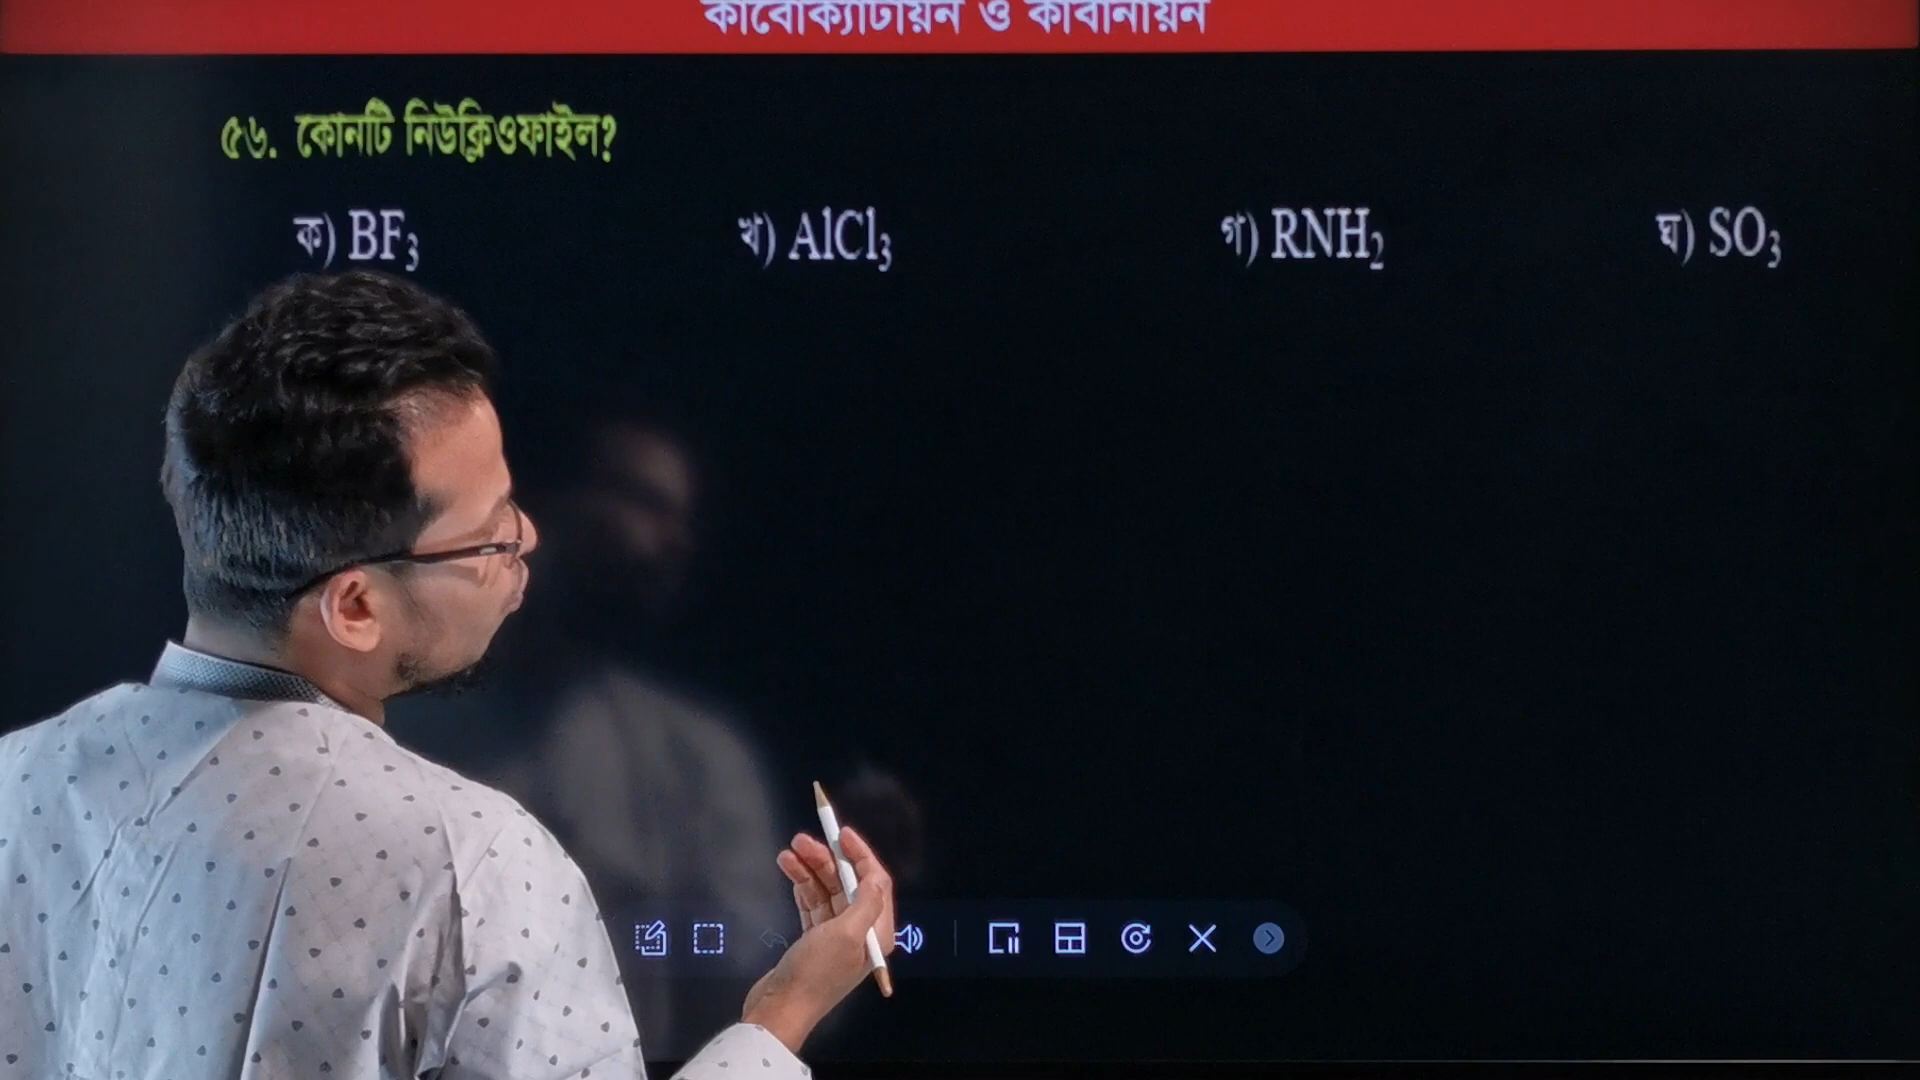 কার্বোক্যাটায়ন ও কার্বানায়ন
৫৬. কোনটি নিউক্লিওফাইল?
ক) BF₃ খ) AlCl₃ গ) RNH₂ ঘ) SO₃